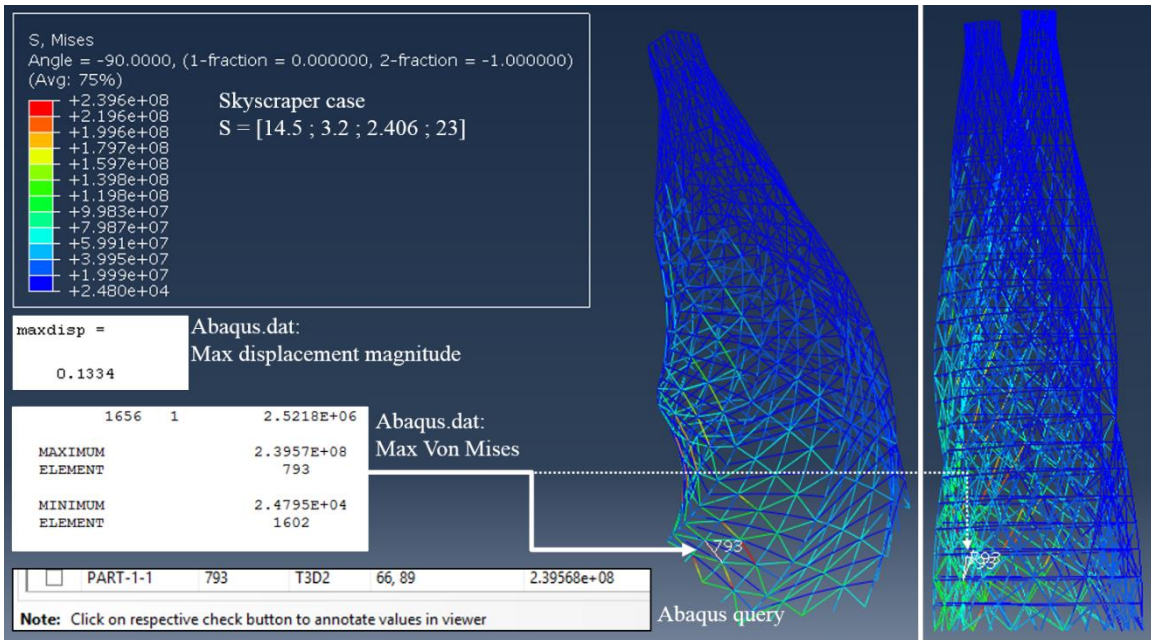 S, Mises
Angle = -90.0000, (1-fraction = 0.000000, 2-fraction = -1.000000)
(Avg: 75%)
+2.396e+08
+2.196e+08
+1.996e+08
+1.797e+08
+1.597e+08
+1.398e+08
+1.198e+08
+9.983e+07
+7.987e+07
+5.991e+07
+3.995e+07
+1.999e+07
+2.480e+04
Skyscraper case
S = [14.5 ; 3.2 ; 2.406 ; 23]
maxdisp =
0.1334
Abaqus.dat:
Max displacement magnitude
1656 1 2.5218E+06
MAXIMUM 2.3957E+08
ELEMENT 793
MINIMUM 2.4795E+04
ELEMENT 1602
Abaqus.dat:
Max Von Mises
793
PART-1-1 793 T3D2 66, 89 2.39568e+08
Note: Click on respective check button to annotate values in viewer
Abaqus query